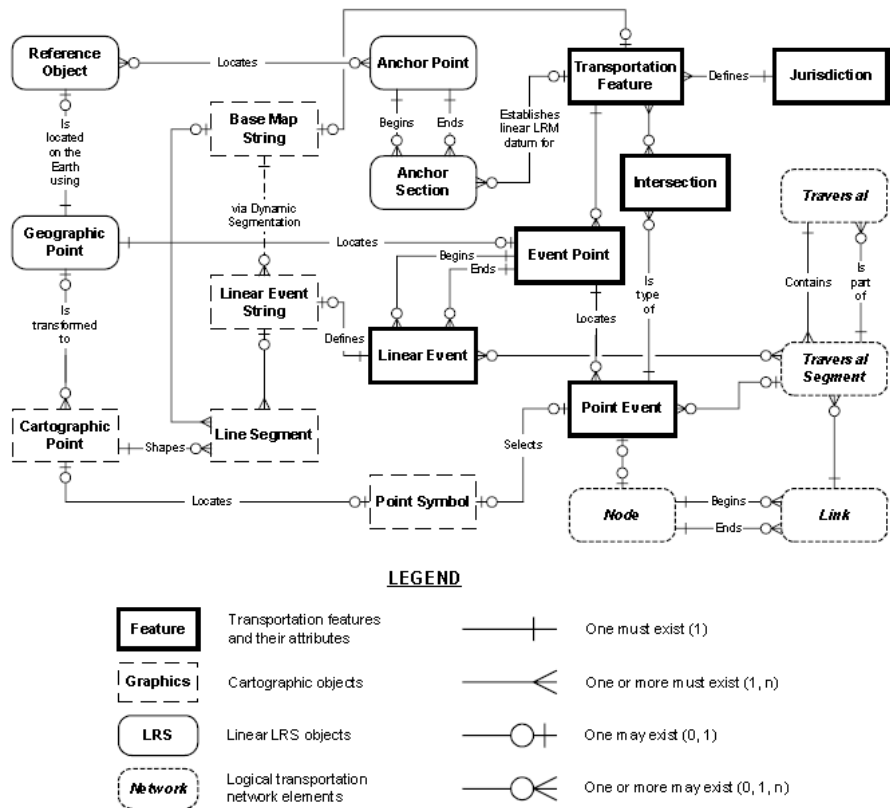 Reference
Object
Locates
Anchor Point
Transportation
Feature
Defines
Jurisdiction
Is
located
on the
Earth
using
Base Map
String
Begins
Ends
Establishes
linear LRM
datum for
Anchor
Section
Intersection
Traversal
via Dynamic
Segmentation
Geographic
Point
Locates
Event Point
Begins
Ends
Is
transformed
to
Linear Event
String
Defines
Linear Event
Locates
Is
type
of
Contains
Is
part
of
Traversal
Segment
Cartographic
Point
Shapes
Line Segment
Selects
Point Event
Locates
Point Symbol
Node
Begins
Ends
Link
LEGEND
Feature
Transportation features
and their attributes
One must exist (1)
Graphics
Cartographic objects
One or more must exist (1, n)
LRS
Linear LRS objects
One may exist (0, 1)
Network
Logical transportation
network elements
One or more may exist (0, 1, n)